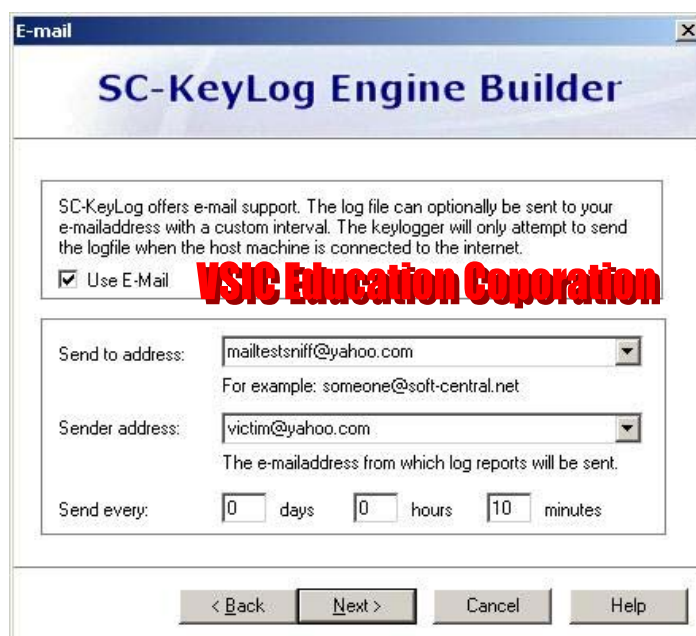 E-mail
SC-KeyLog Engine Builder
SC-KeyLog offers e-mail support. The log file can optionally be sent to your
e-mailaddress with a custom interval. The keylogger will only attempt to send
the logfile when the host machine is connected to the internet.
Use E-Mail
VSIC Education Coporation
Send to address:
mailtestsniff@yahoo.com
For example: someone@soft-central.net
Sender address:
victim@yahoo.com
The e-mailaddress from which log reports will be sent.
Send every: 0 days 0 hours 10 minutes
< Back Next > Cancel Help